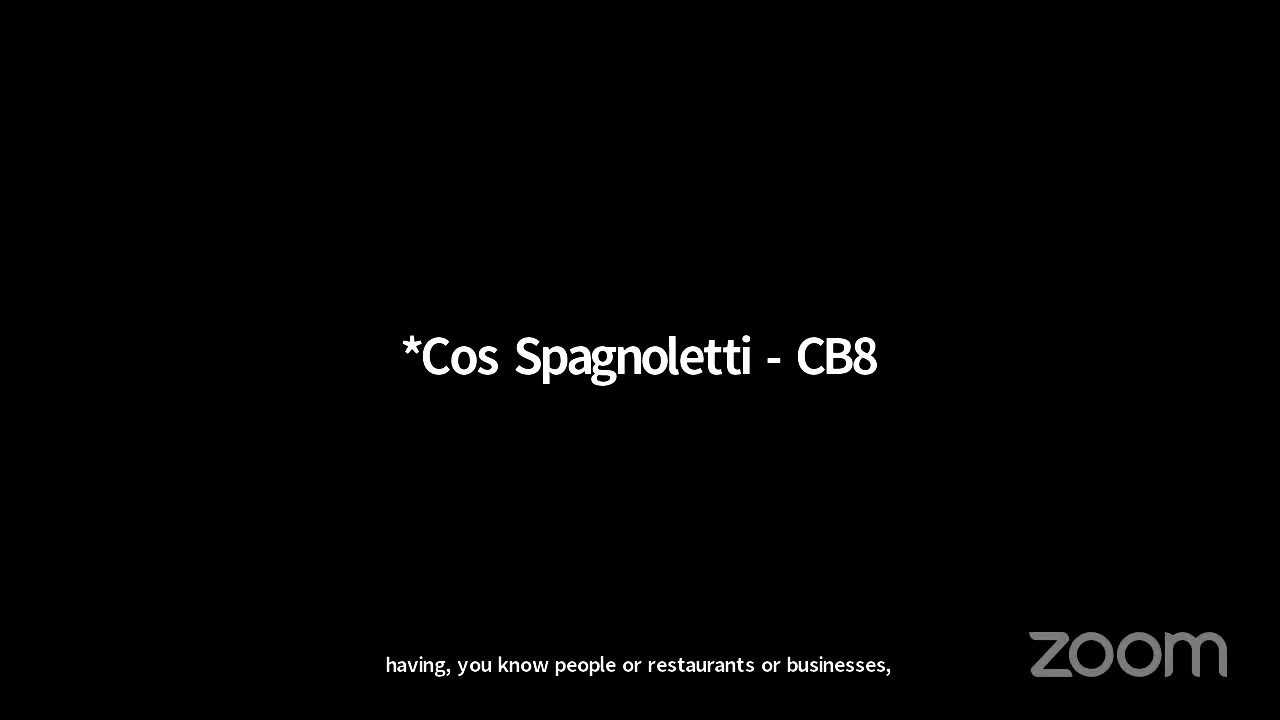 *Cos Spagnoletti - CB8
having, you know people or restaurants or businesses,
zoom